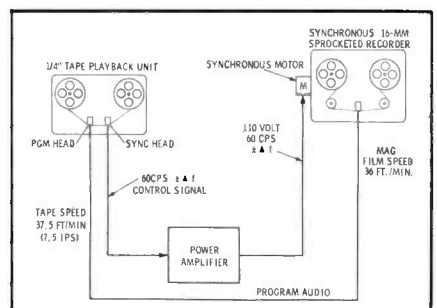 SYNCHRONOUS 16-MM
SPROCKETED RECORDER
1/4" TAPE PLAYBACK UNIT
SYNCHRONOUS MOTOR
M
PGM HEAD
SYNC HEAD
110 VOLT
60 CPS
± ▲ f
MAG
FILM SPEED
36 FT./MIN.
60CPS ± ▲ f
CONTROL SIGNAL
TAPE SPEED
37.5 FT/MIN
(7.5 IPS)
POWER
AMPLIFIER
PROGRAM AUDIO